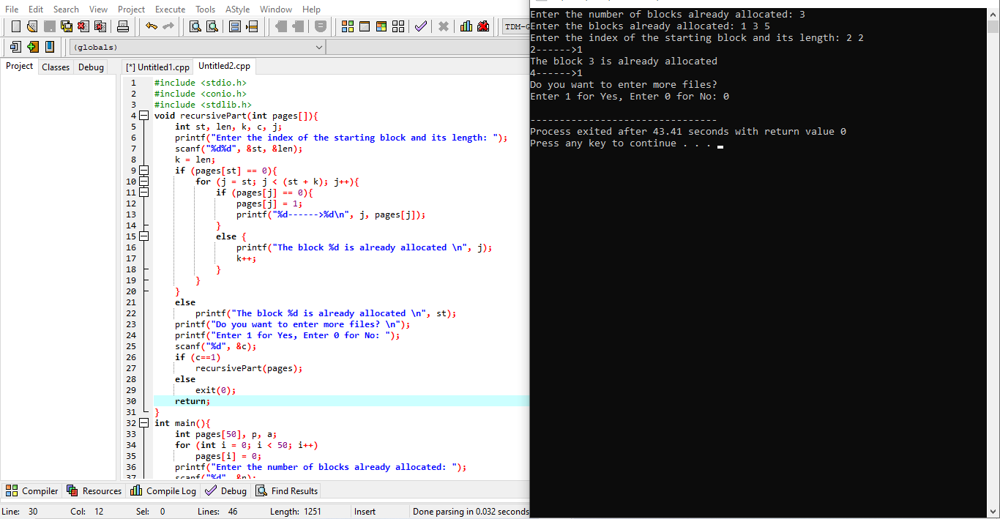 File Edit Search View Project Execute Tools AStyle Window Help
TDM-G
(globals)
Project Classes Debug
[*] Untitled1.cpp Untitled2.cpp
1 #include <stdio.h>
2 #include <conio.h>
3 #include <stdlib.h>
4 void recursivePart(int pages[]){
5 int st, len, k, c, j;
6 printf("Enter the index of the starting block and its length: ");
7 scanf("%d%d", &st, &len);
8 k = len;
9 if (pages[st] == 0){
10 for (j = st; j < (st + k); j++){
11 if (pages[j] == 0){
12 pages[j] = 1;
13 printf("%d------>%d\n", j, pages[j]);
14 }
15 else {
16 printf("The block %d is already allocated \n", j);
17 k++;
18 }
19 }
20 }
21 else
22 printf("The block %d is already allocated \n", st);
23 printf("Do you want to enter more files? \n");
24 printf("Enter 1 for Yes, Enter 0 for No: ");
25 scanf("%d", &c);
26 if (c==1)
27 recursivePart(pages);
28 else
29 exit(0);
30 return;
31 }
32 int main(){
33 int pages[50], p, a;
34 for (int i = 0; i < 50; i++)
35 pages[i] = 0;
36 printf("Enter the number of blocks already allocated: ");
37 scanf("%d", &p);
Compiler Resources Compile Log Debug Find Results
Line: 30 Col: 12 Sel: 0 Lines: 46 Length: 1251 Insert Done parsing in 0.032 seconds
Enter the number of blocks already allocated: 3
Enter the blocks already allocated: 1 3 5
Enter the index of the starting block and its length: 2 2
2------>1
The block 3 is already allocated
4------>1
Do you want to enter more files?
Enter 1 for Yes, Enter 0 for No: 0
--------------------------------
Process exited after 43.41 seconds with return value 0
Press any key to continue . . .